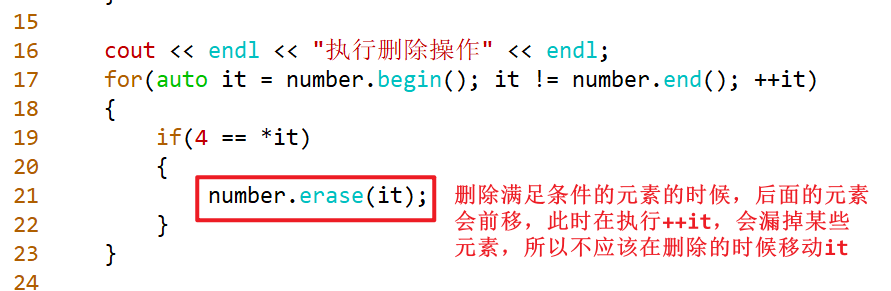 15
16 cout << endl << "执行删除操作" << endl;
17 for(auto it = number.begin(); it != number.end(); ++it)
18 {
19 if(4 == *it)
20 {
21 number.erase(it);
22 }
23 }
24
删除满足条件的元素的时候，后面的元素
会前移，此时在执行++it，会漏掉某些
元素，所以不应该在删除的时候移动it